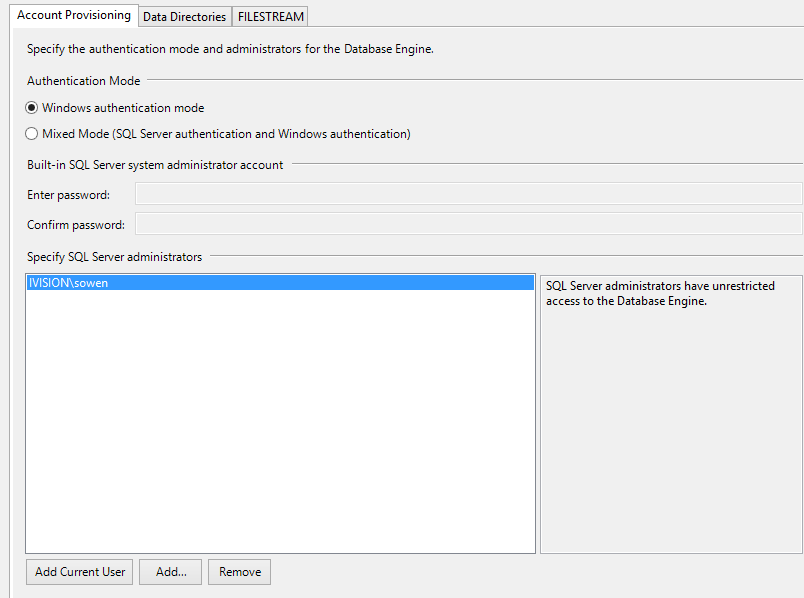 Account Provisioning Data Directories FILESTREAM
Specify the authentication mode and administrators for the Database Engine.
Authentication Mode
Windows authentication mode
Mixed Mode (SQL Server authentication and Windows authentication)
Built-in SQL Server system administrator account
Enter password:
Confirm password:
Specify SQL Server administrators
IVISION\sowen
SQL Server administrators have unrestricted
access to the Database Engine.
Add Current User Add... Remove